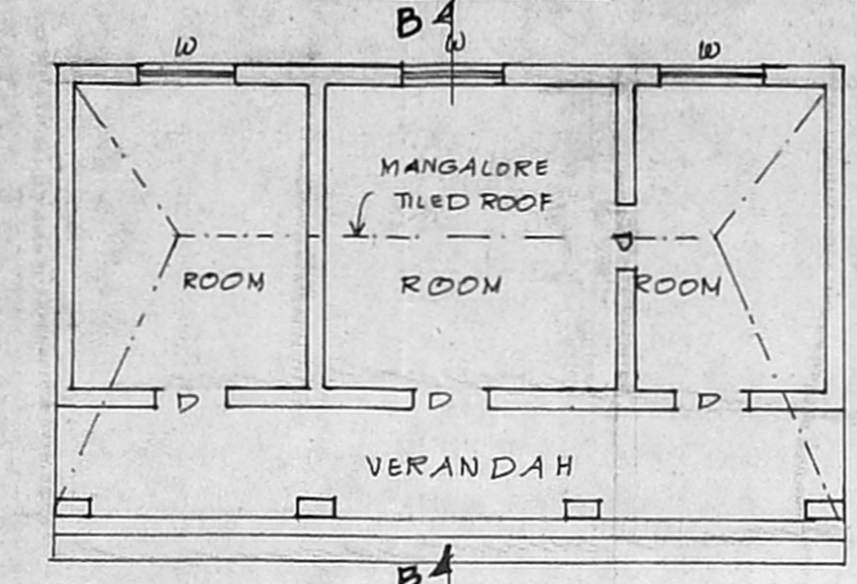 B
W W W
MANGALORE
TILED ROOF
D
ROOM ROOM ROOM
D D D
VERANDAH
B